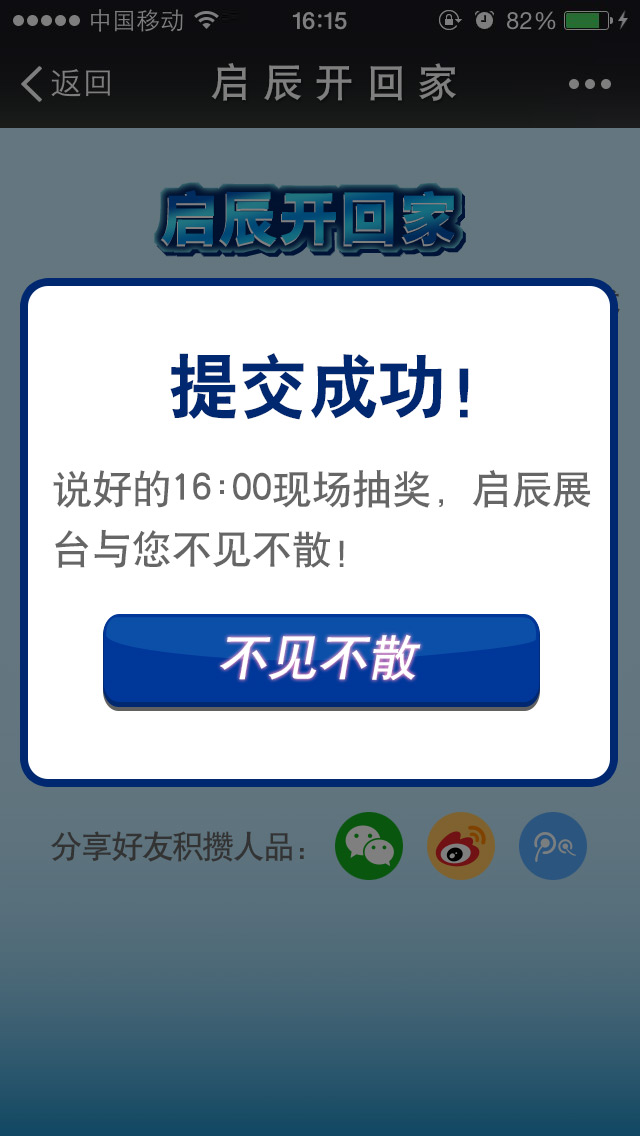 中国移动 16:15 82%
返回 启辰开回家
启辰开回家
提交成功!
说好的16:00现场抽奖，启辰展
台与您不见不散!
不见不散
分享好友积攒人品：